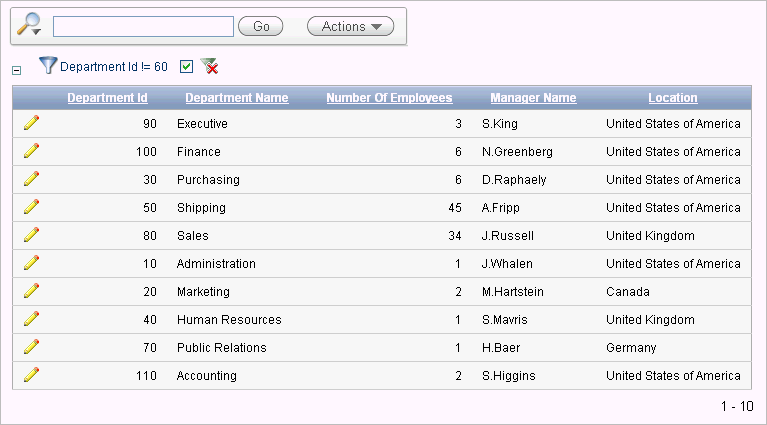 Go Actions
Department Id != 60
Department Id Department Name Number Of Employees Manager Name Location
90 Executive 3 S.King United States of America
100 Finance 6 N.Greenberg United States of America
30 Purchasing 6 D.Raphaely United States of America
50 Shipping 45 A.Fripp United States of America
80 Sales 34 J.Russell United Kingdom
10 Administration 1 J.Whalen United States of America
20 Marketing 2 M.Hartstein Canada
40 Human Resources 1 S.Mavris United Kingdom
70 Public Relations 1 H.Baer Germany
110 Accounting 2 S.Higgins United States of America
1 - 10